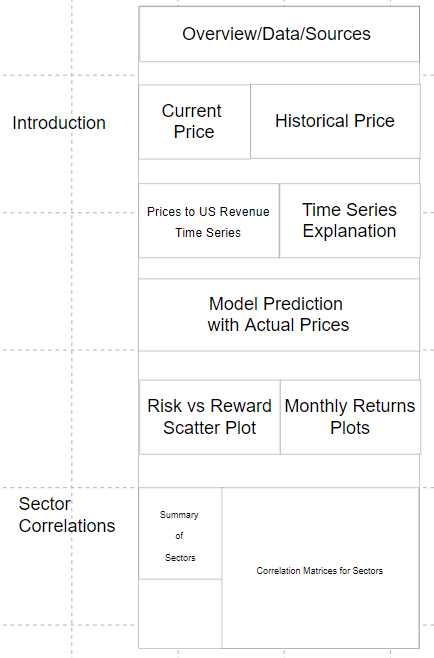 Overview/Data/Sources
Introduction
Current
Price
Historical Price
Prices to US Revenue
Time Series
Time Series
Explanation
Model Prediction
with Actual Prices
Risk vs Reward
Scatter Plot
Monthly Returns
Plots
Sector
Correlations
Summary
of
Sectors
Correlation Matrices for Sectors